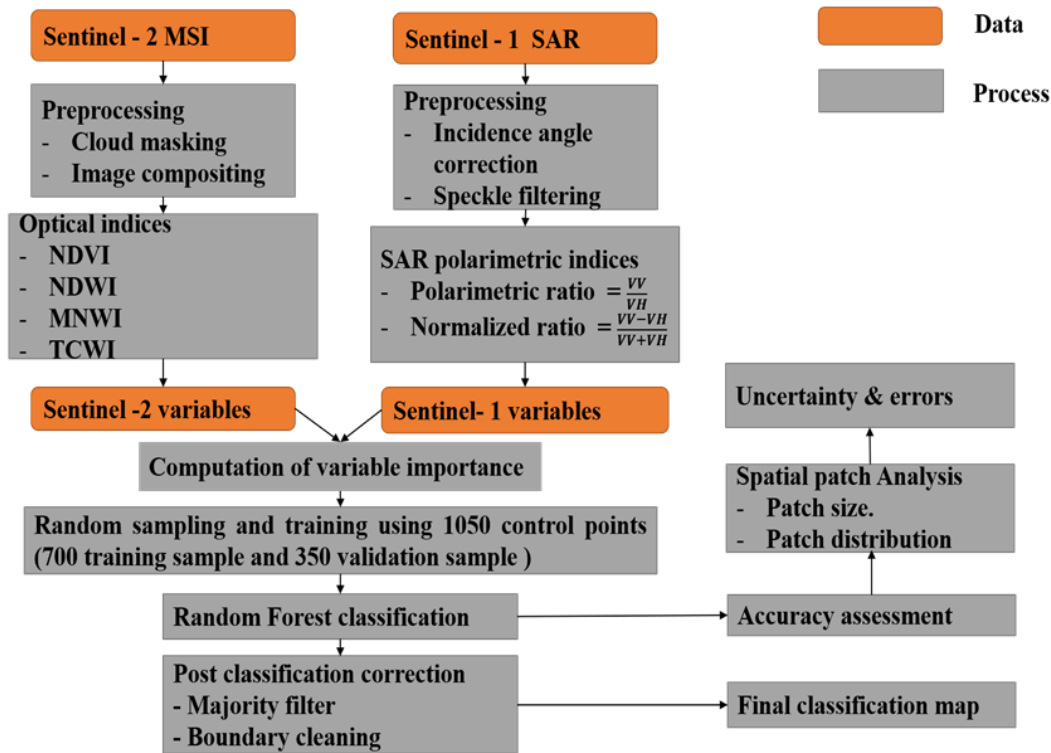 Sentinel - 2 MSI
Preprocessing
- Cloud masking
- Image compositing
Optical indices
- NDVI
- NDWI
- MNWI
- TCWI
Sentinel -2 variables
Sentinel - 1 SAR
Preprocessing
- Incidence angle
correction
- Speckle filtering
SAR polarimetric indices
- Polarimetric ratio = VV/VH
- Normalized ratio = VV−VH/VV+VH
Sentinel- 1 variables
Data
Process
Computation of variable importance
Random sampling and training using 1050 control points
(700 training sample and 350 validation sample )
Random Forest classification
Post classification correction
- Majority filter
- Boundary cleaning
Uncertainty & errors
Spatial patch Analysis
- Patch size.
- Patch distribution
Accuracy assessment
Final classification map